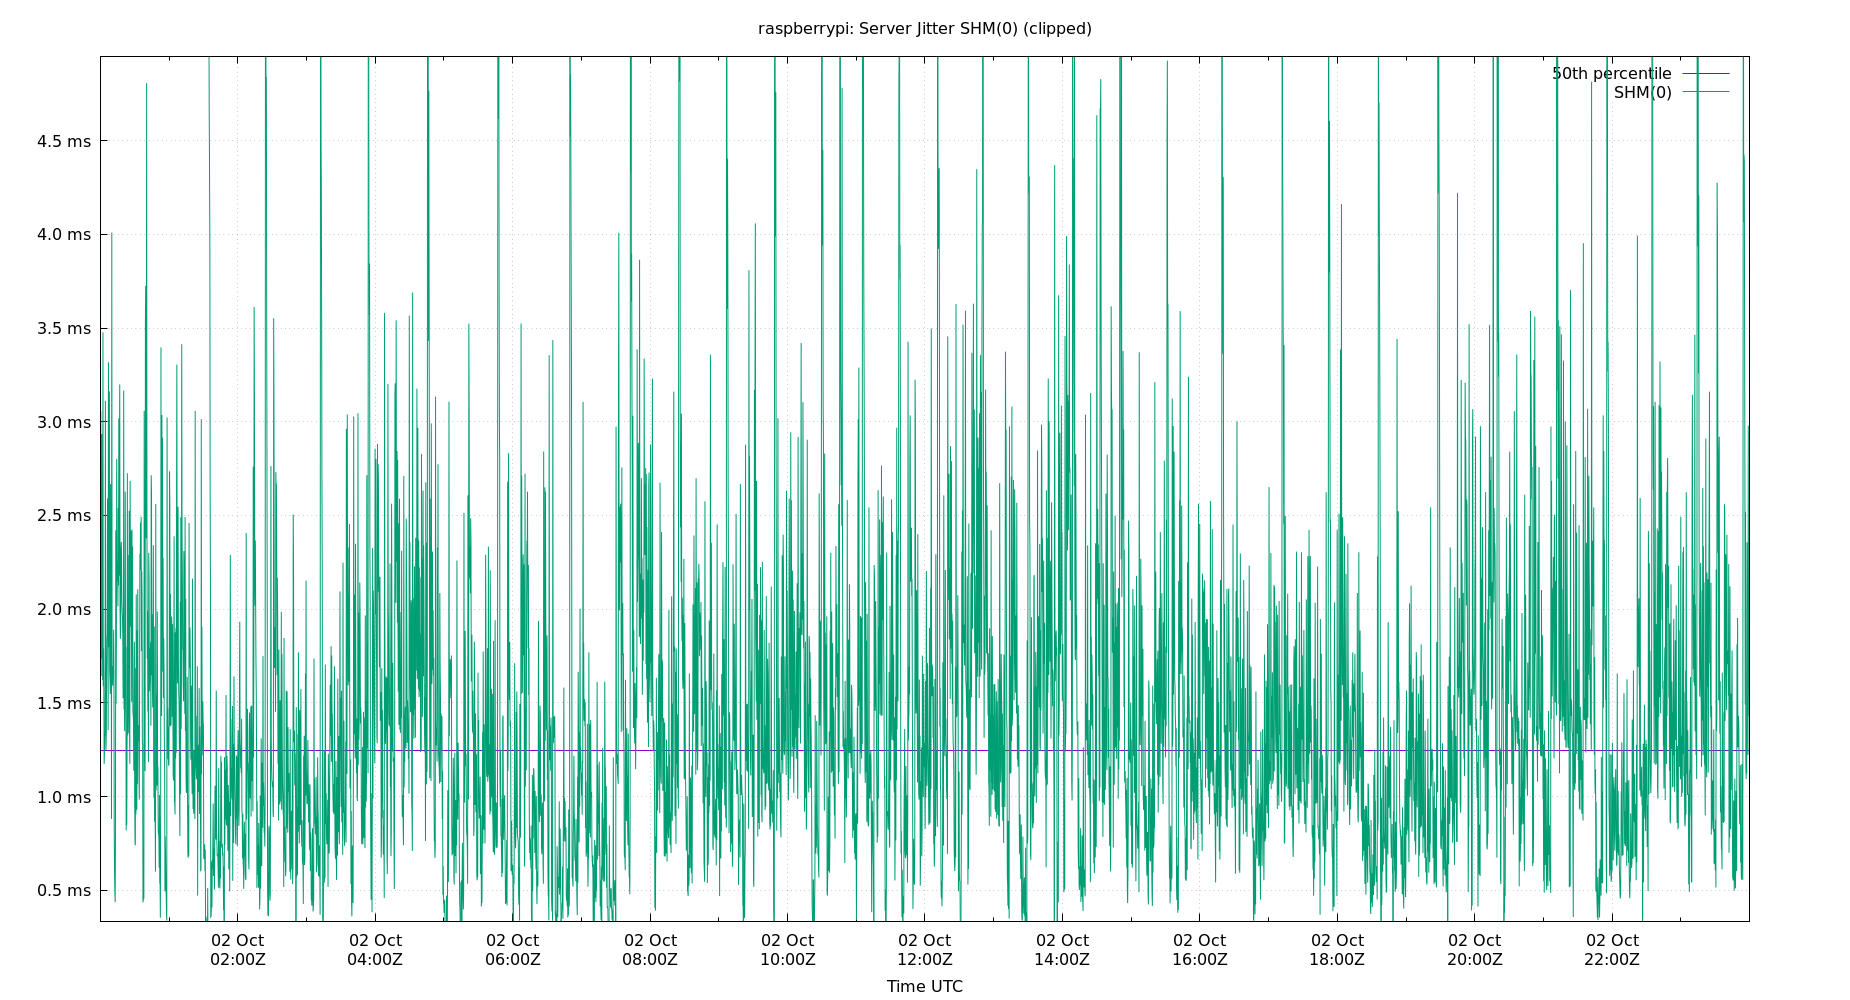 raspberrypi: Server Jitter SHM(0) (clipped)
50th percentile
SHM(0)
4.5 ms
4.0 ms
3.5 ms
3.0 ms
2.5 ms
2.0 ms
1.5 ms
1.0 ms
0.5 ms
02 Oct 02 Oct 02 Oct 02 Oct 02 Oct 02 Oct 02 Oct 02 Oct 02 Oct 02 Oct 02 Oct
02:00Z 04:00Z 06:00Z 08:00Z 10:00Z 12:00Z 14:00Z 16:00Z 18:00Z 20:00Z 22:00Z
Time UTC